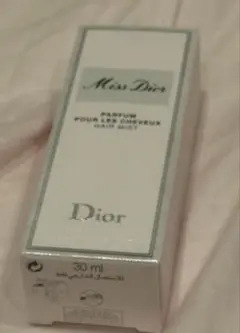 Miss Dior
PARFUM
POUR LES CHEVEUX
HAIR MIST
Dior
30 ml